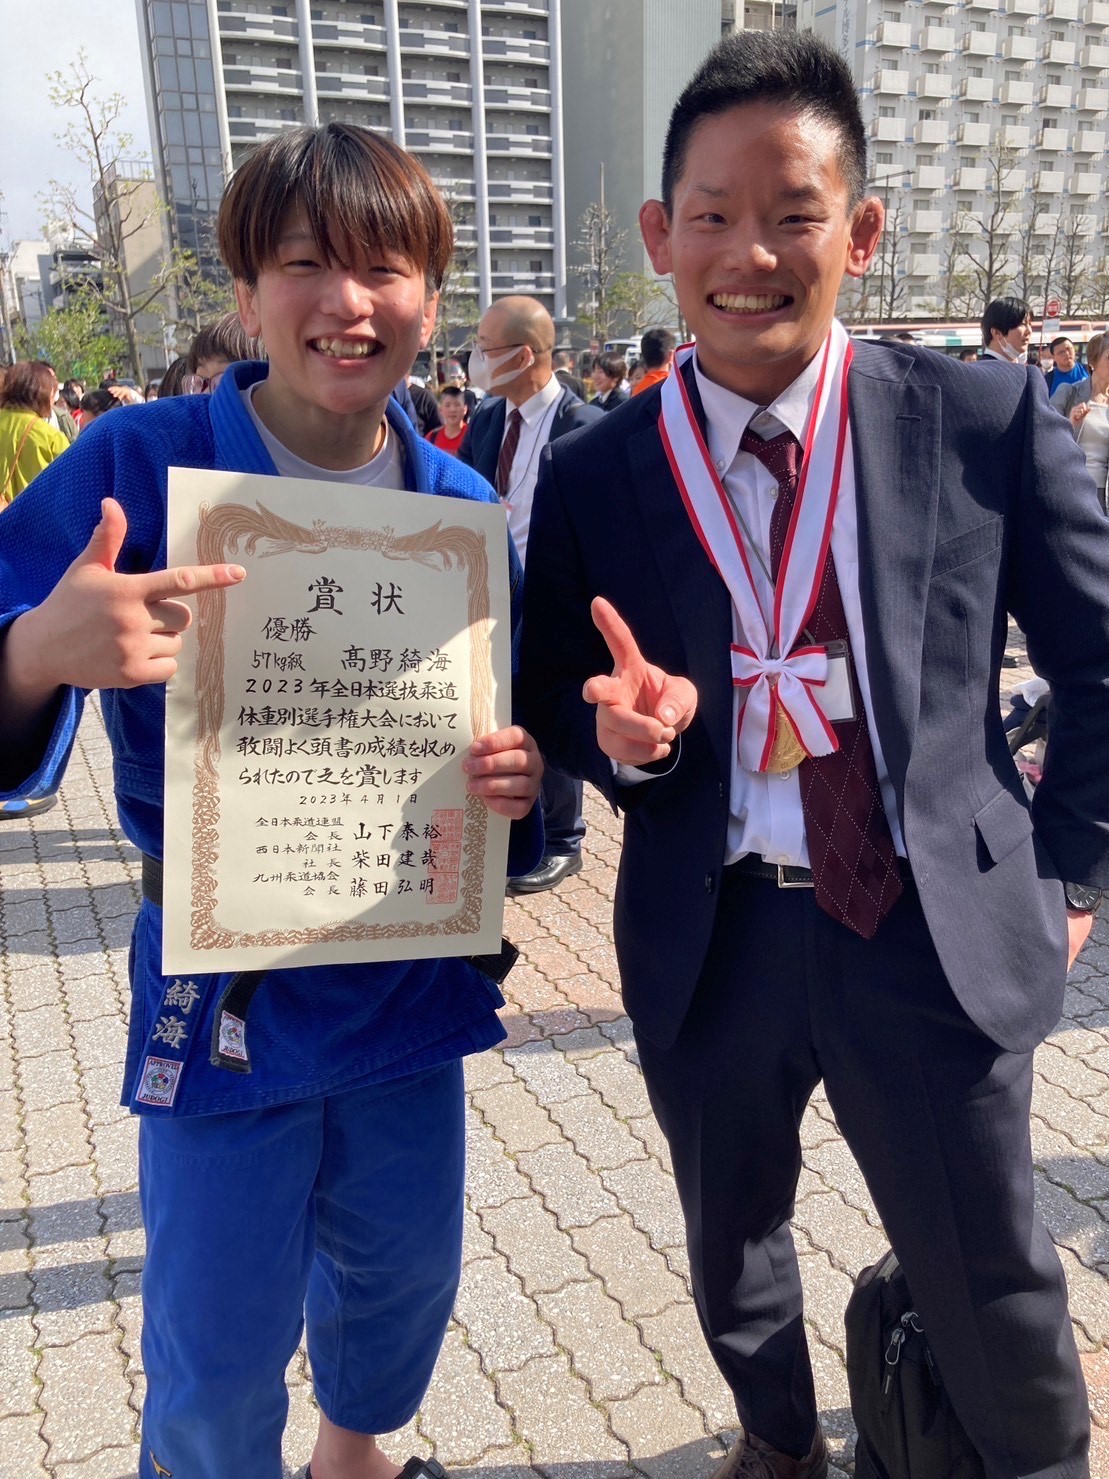 賞状
優勝
57kg級 髙野綺海
2023年全日本選抜柔道
体重別選手権大会において
敢闘よく頭書の成績を収め
られたので之を賞します
2023年4月1日
全日本柔道連盟
会長 山下泰裕
西日本新聞社
社長 柴田建哉
九州柔道協会
会長 藤田弘明
綺海
APPROVED
JUDOGI
JUDOGI